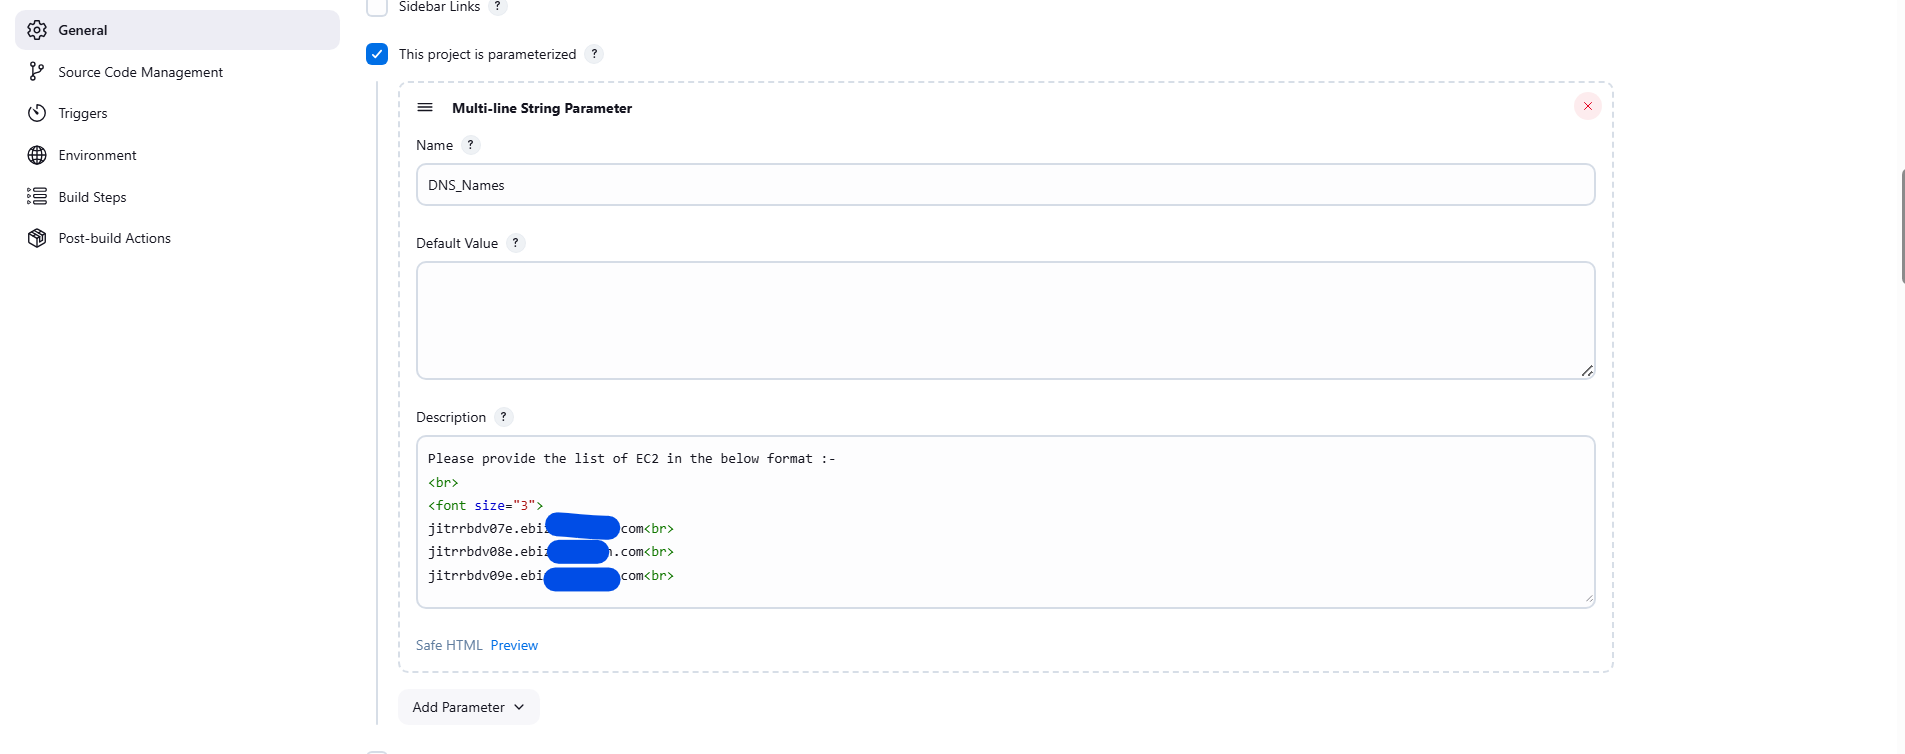 General
Source Code Management
Triggers
Environment
Build Steps
Post-build Actions
Sidebar Links ?
This project is parameterized ?
Multi-line String Parameter
Name ?
DNS_Names
Default Value ?
Description ?
Please provide the list of EC2 in the below format :-
<br>
<font size="3">
jitrrbdv07e.ebi com<br>
jitrrbdv08e.ebi .com<br>
jitrrbdv09e.ebi com<br>
Safe HTML Preview
Add Parameter